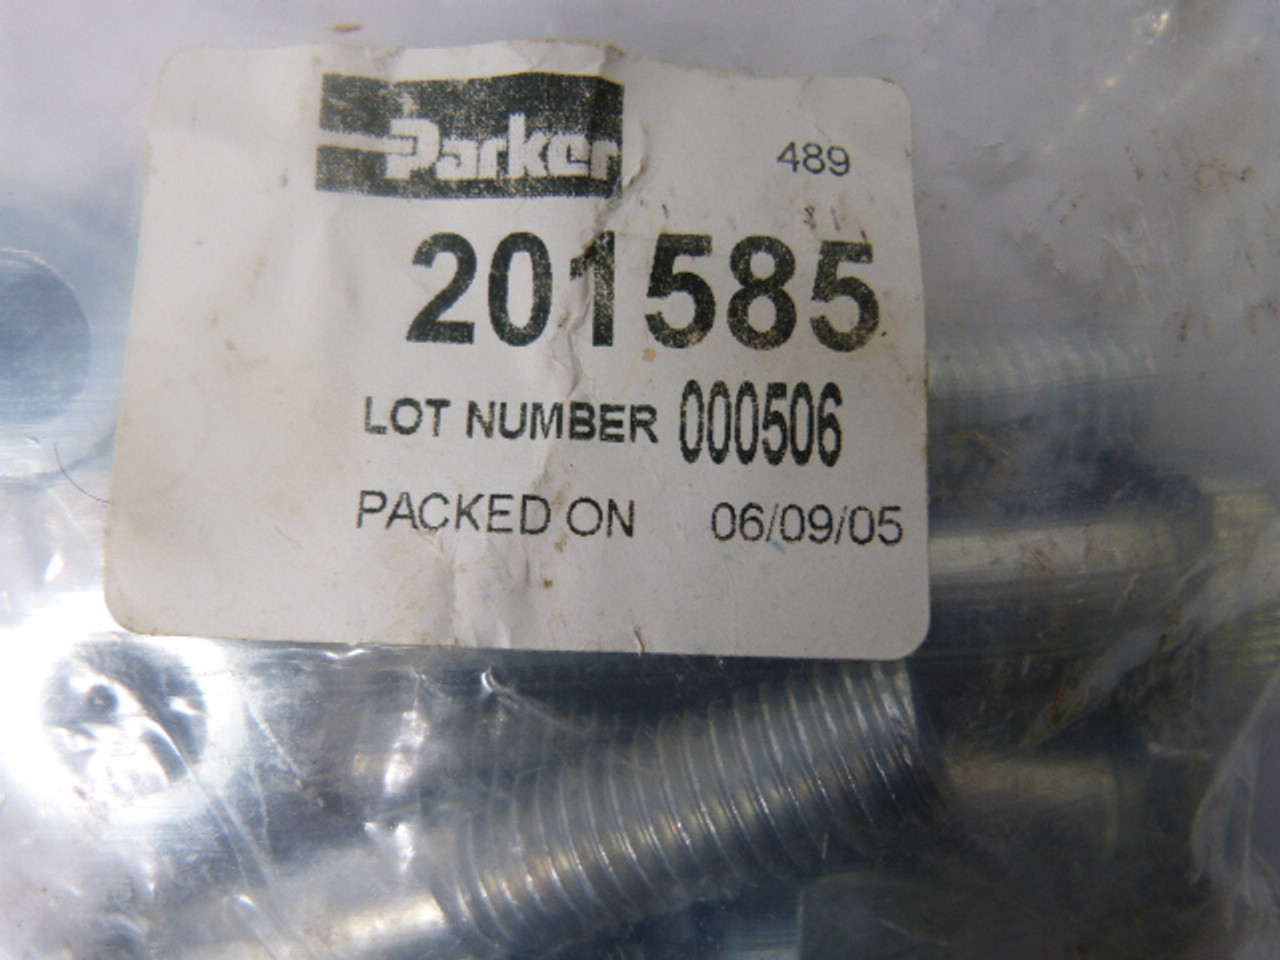 Parker
489
201585
LOT NUMBER 000506
PACKED ON 06/09/05